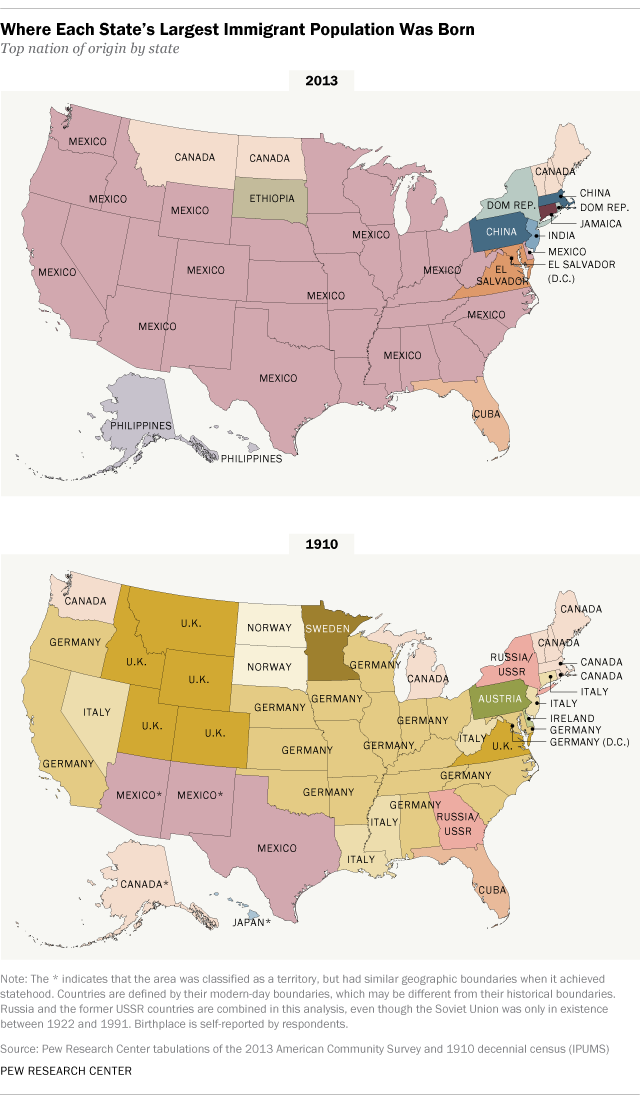 Where Each State's Largest Immigrant Population Was Born
Top nation of origin by state
2013
MEXICO
CANADA
CANADA
CANADA
MEXICO
ETHIOPIA
MEXICO
DOM REP.
CHINA
DOM REP.
JAMAICA
MEXICO
CHINA
INDIA
MEXICO
MEXICO
MEXICO
MEXICO
EL SALVADOR
(D.C.)
EL
SALVADOR
MEXICO
MEXICO
MEXICO
MEXICO
MEXICO
CUBA
PHILIPPINES
PHILIPPINES
1910
CANADA
U.K.
NORWAY
SWEDEN
CANADA
GERMANY
U.K.
U.K.
NORWAY
GERMANY
CANADA
RUSSIA/
USSR
CANADA
CANADA
CANADA
ITALY
ITALY
ITALY
U.K.
U.K.
GERMANY
GERMANY
GERMANY
AUSTRIA
IRELAND
GERMANY
GERMANY (D.C.)
GERMANY
GERMANY
GERMANY
ITALY
U.K.
MEXICO*
MEXICO*
GERMANY
GERMANY
GERMANY
ITALY
RUSSIA/
USSR
MEXICO
ITALY
CANADA*
JAPAN*
CUBA
Note: The * indicates that the area was classified as a territory, but had similar geographic boundaries when it achieved
statehood. Countries are defined by their modern-day boundaries, which may be different from their historical boundaries.
Russia and the former USSR countries are combined in this analysis, even though the Soviet Union was only in existence
between 1922 and 1991. Birthplace is self-reported by respondents.
Source: Pew Research Center tabulations of the 2013 American Community Survey and 1910 decennial census (IPUMS)
PEW RESEARCH CENTER